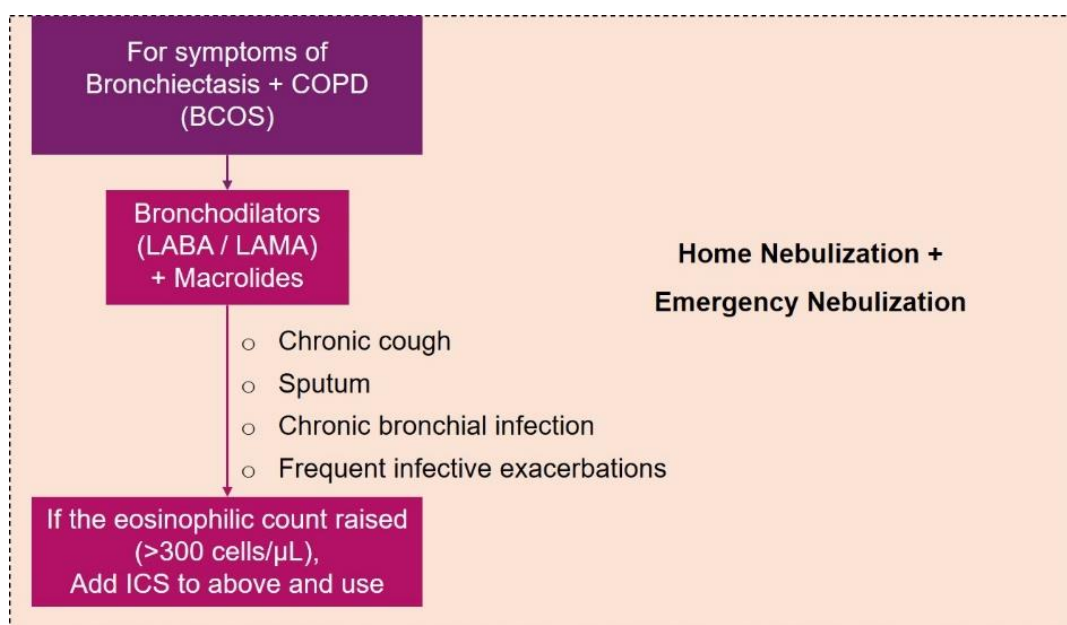 For symptoms of
Bronchiectasis + COPD
(BCOS)
Bronchodilators
(LABA / LAMA)
+ Macrolides
Home Nebulization +
Emergency Nebulization
o Chronic cough
o Sputum
o Chronic bronchial infection
o Frequent infective exacerbations
If the eosinophilic count raised
(>300 cells/µL),
Add ICS to above and use